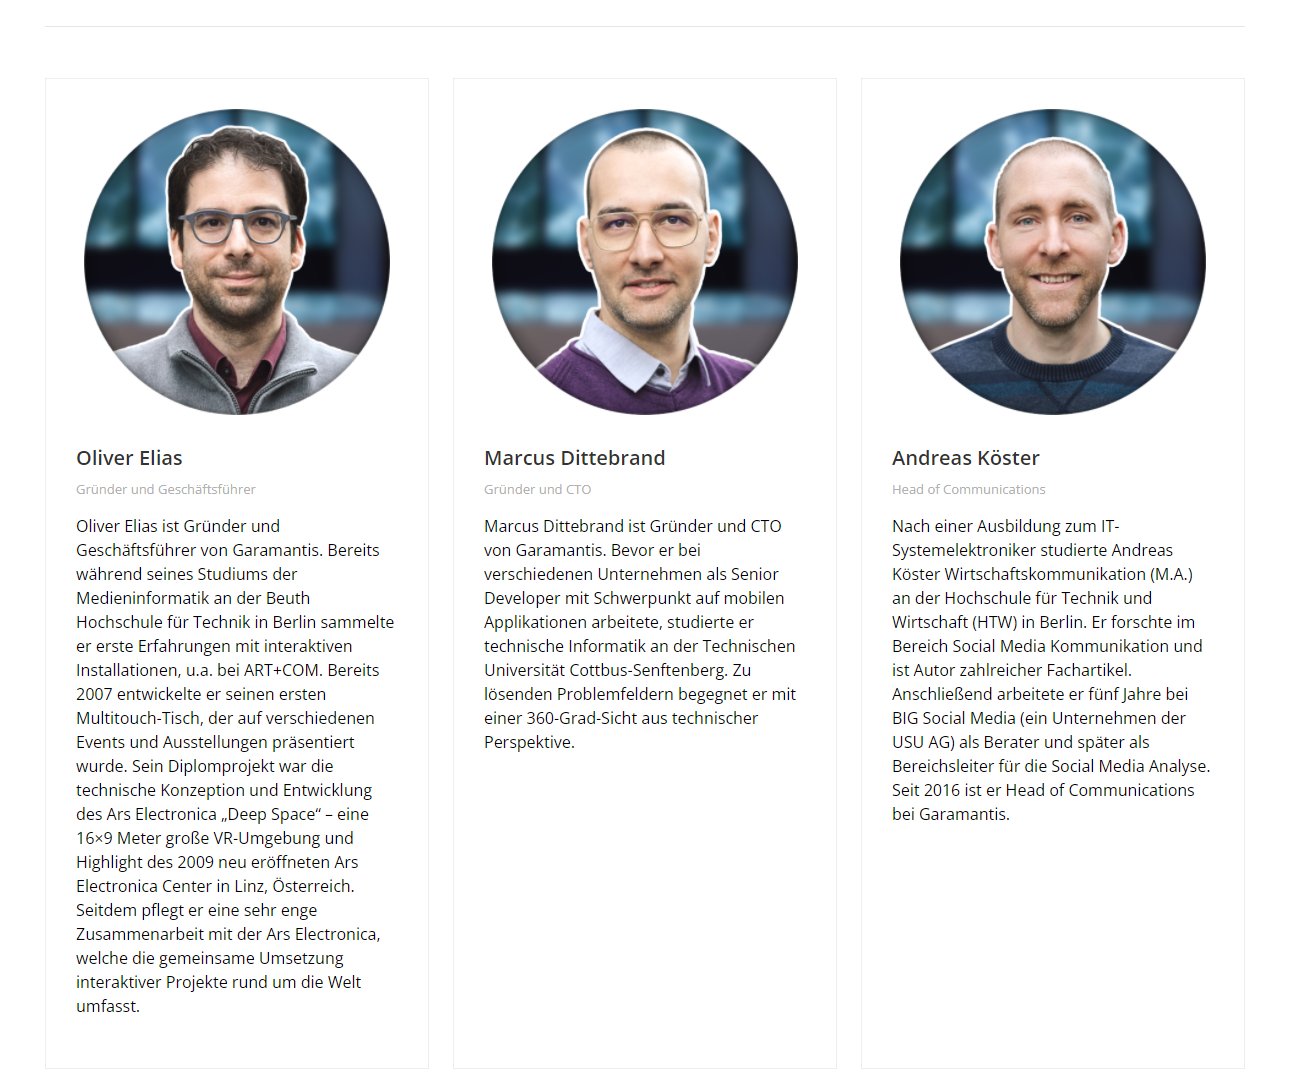 Oliver Elias
Gründer und Geschäftsführer
Oliver Elias ist Gründer und
Geschäftsführer von Garamantis. Bereits
während seines Studiums der
Medieninformatik an der Beuth
Hochschule für Technik in Berlin sammelte
er erste Erfahrungen mit interaktiven
Installationen, u.a. bei ART+COM. Bereits
2007 entwickelte er seinen ersten
Multitouch-Tisch, der auf verschiedenen
Events und Ausstellungen präsentiert
wurde. Sein Diplomprojekt war die
technische Konzeption und Entwicklung
des Ars Electronica „Deep Space“ – eine
16×9 Meter große VR-Umgebung und
Highlight des 2009 neu eröffneten Ars
Electronica Center in Linz, Österreich.
Seitdem pflegt er eine sehr enge
Zusammenarbeit mit der Ars Electronica,
welche die gemeinsame Umsetzung
interaktiver Projekte rund um die Welt
umfasst.
Marcus Dittebrand
Gründer und CTO
Marcus Dittebrand ist Gründer und CTO
von Garamantis. Bevor er bei
verschiedenen Unternehmen als Senior
Developer mit Schwerpunkt auf mobilen
Applikationen arbeitete, studierte er
technische Informatik an der Technischen
Universität Cottbus-Senftenberg. Zu
lösenden Problemfeldern begegnet er mit
einer 360-Grad-Sicht aus technischer
Perspektive.
Andreas Köster
Head of Communications
Nach einer Ausbildung zum IT-
Systemelektroniker studierte Andreas
Köster Wirtschaftskommunikation (M.A.)
an der Hochschule für Technik und
Wirtschaft (HTW) in Berlin. Er forschte im
Bereich Social Media Kommunikation und
ist Autor zahlreicher Fachartikel.
Anschließend arbeitete er fünf Jahre bei
BIG Social Media (ein Unternehmen der
USU AG) als Berater und später als
Bereichsleiter für die Social Media Analyse.
Seit 2016 ist er Head of Communications
bei Garamantis.